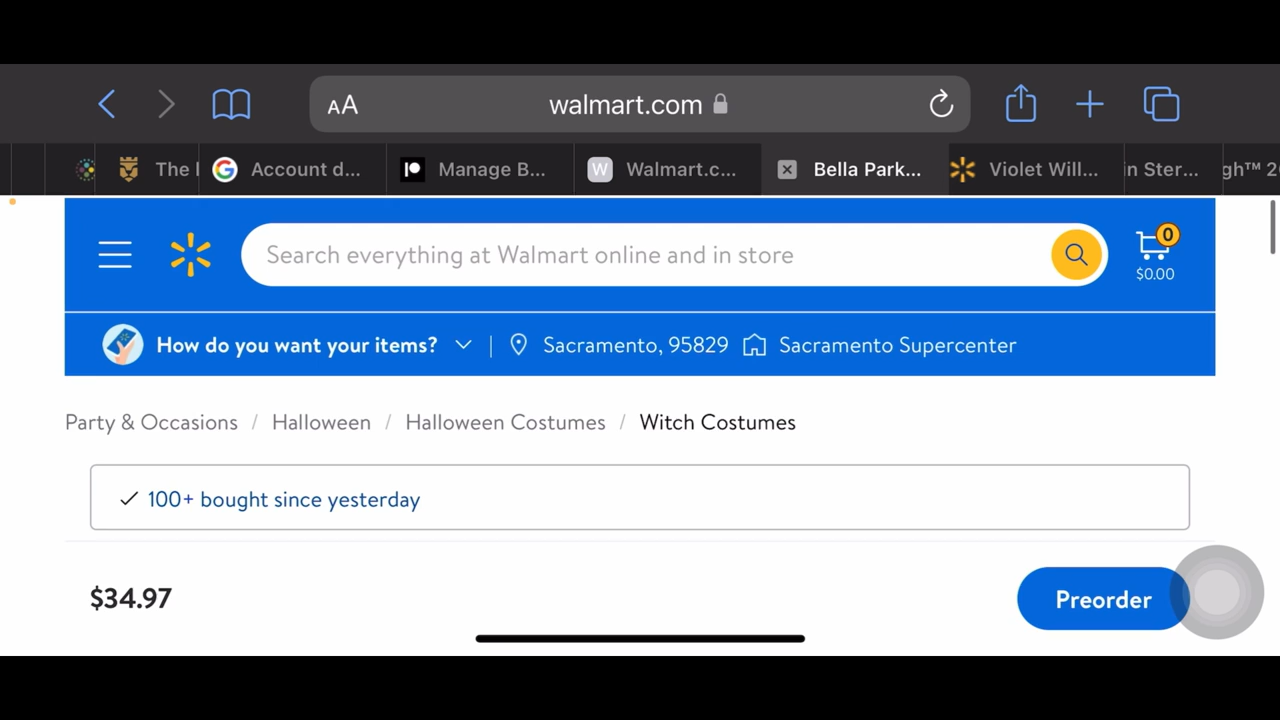 AA
walmart.com
The
Account d...
Manage B...
W
Walmart.c...
Bella Park...
Violet Will...
in Ster...
gh™ 2
Search everything at Walmart online and in store
0
$0.00
How do you want your items?
Sacramento, 95829
Sacramento Supercenter
Party & Occasions / Halloween / Halloween Costumes / Witch Costumes
100+ bought since yesterday
$34.97
Preorder